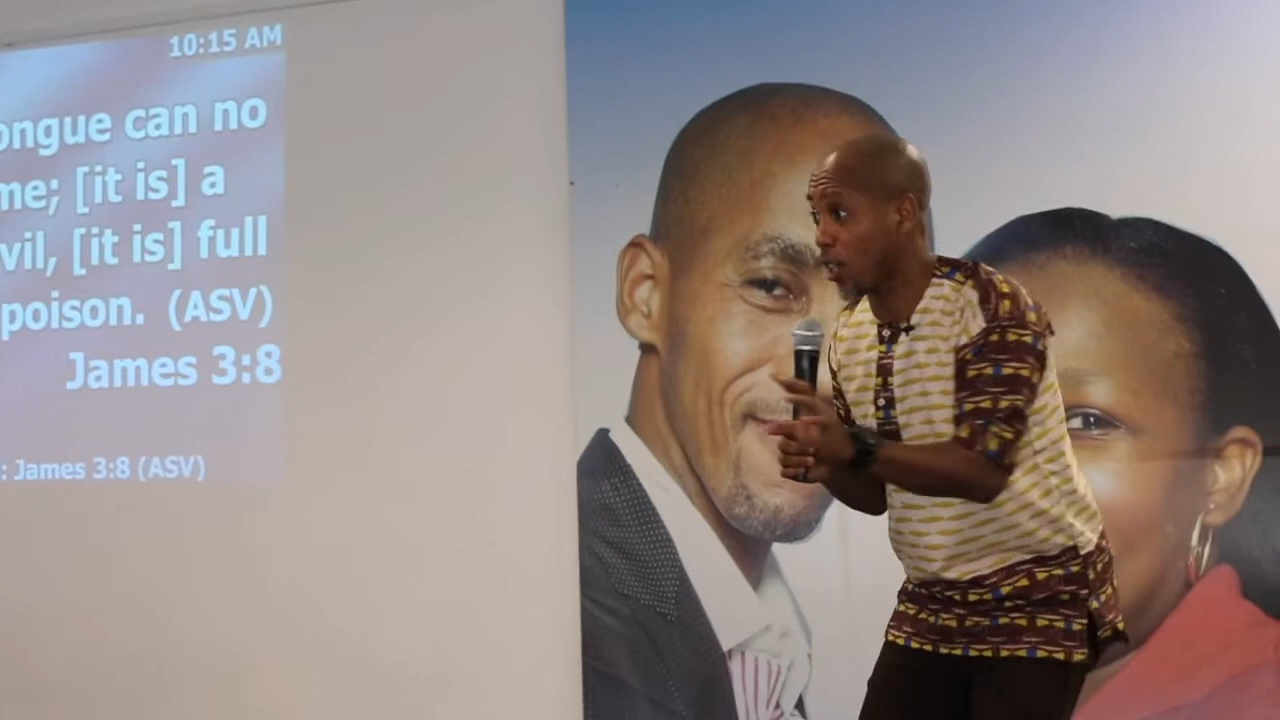 10:15 AM
ongue can no
me; [it is] a
vil, [it is] full
poison. (ASV)
James 3:8
: James 3:8 (ASV)